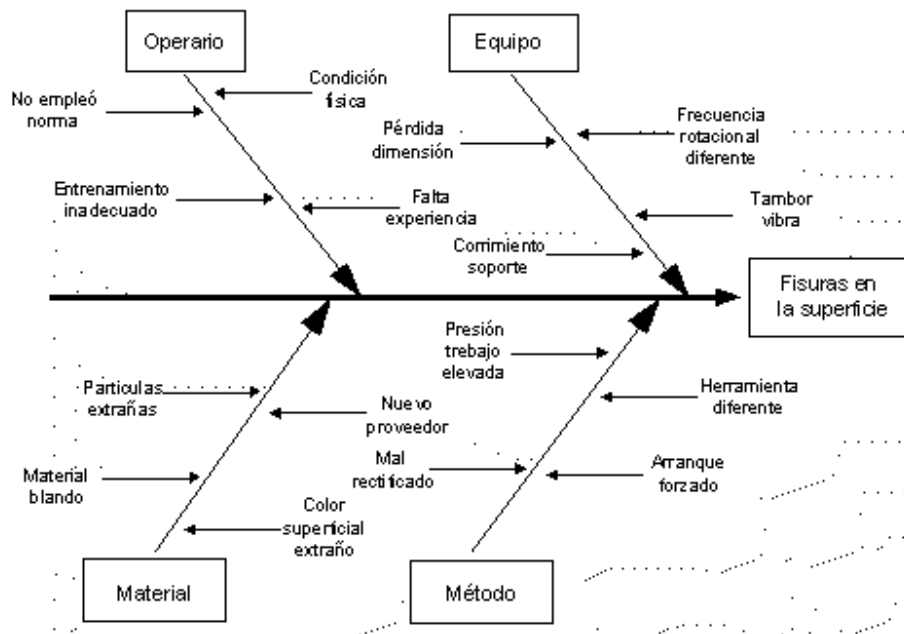 Operario
Equipo
Condición
física
No empleó
norma
Entrenamiento
inadecuado
Falta
experiencia
Pérdida
dimensión
Frecuencia
rotacional
diferente
Tambor
vibra
Corrimiento
soporte
Fisuras en
la superficie
Particulas
extrañas
Nuevo
proveedor
Material
blando
Color
superficial
extraño
Presión
trabajo
elevada
Herramienta
diferente
Mal
rectificado
Arranque
forzado
Material
Método